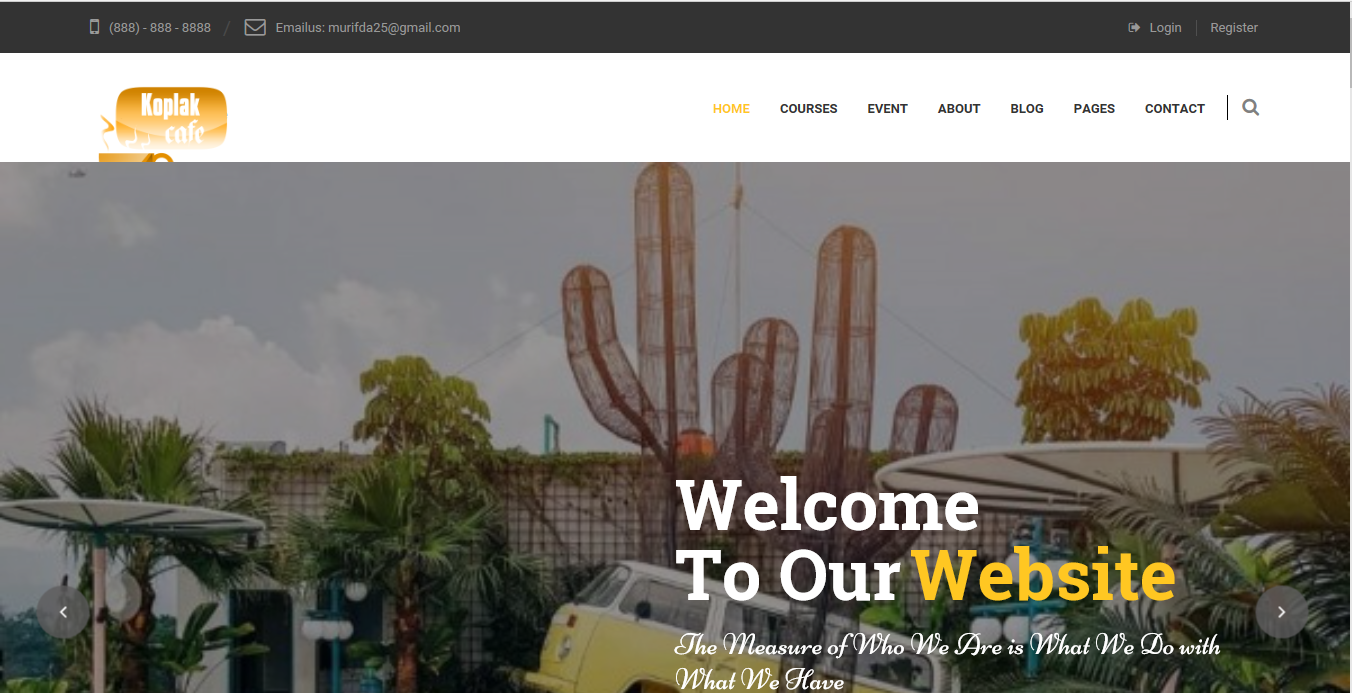 (888) - 888 - 8888 / Emailus: murifda25@gmail.com
Login | Register
Koplak
cafe
HOME COURSES EVENT ABOUT BLOG PAGES CONTACT
Welcome
To Our Website
The Measure of Who We Are is What We Do with
What We Have